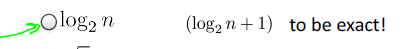 log₂ n (log₂ n + 1) to be exact!